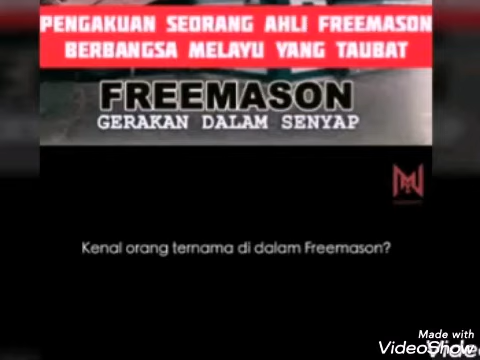 PENGAKUAN SEORANG AHLI FREEMASON
BERBANGSA MELAYU YANG TAUBAT
FREEMASON
GERAKAN DALAM SENYAP
Kenal orang ternama di dalam Freemason?
Made with
VideoShow